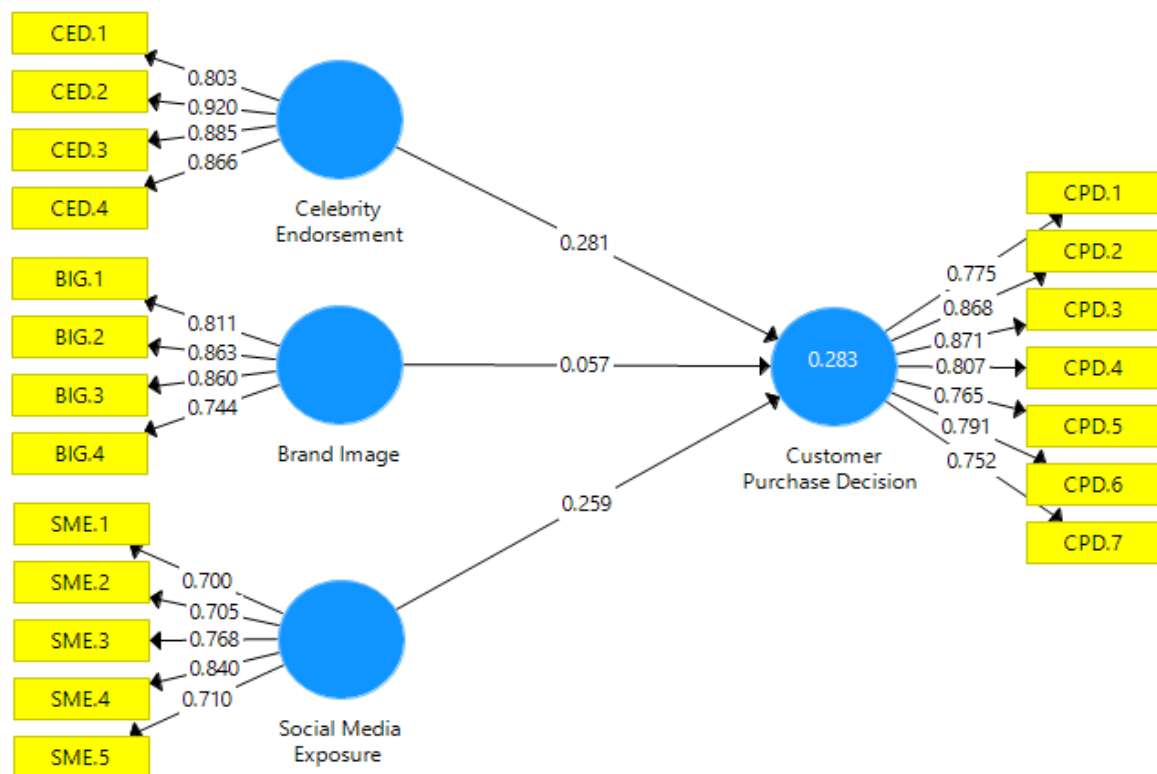 CED.1
CED.2
CED.3
CED.4
0.803
0.920
0.885
0.866
Celebrity
Endorsement
0.281
BIG.1
BIG.2
BIG.3
BIG.4
0.811
0.863
0.860
0.744
Brand Image
0.057
SME.1
SME.2
SME.3
SME.4
SME.5
0.700
0.705
0.768
0.840
0.710
Social Media
Exposure
0.259
0.283
Customer
Purchase Decision
0.775
0.868
0.871
0.807
0.765
0.791
0.752
CPD.1
CPD.2
CPD.3
CPD.4
CPD.5
CPD.6
CPD.7